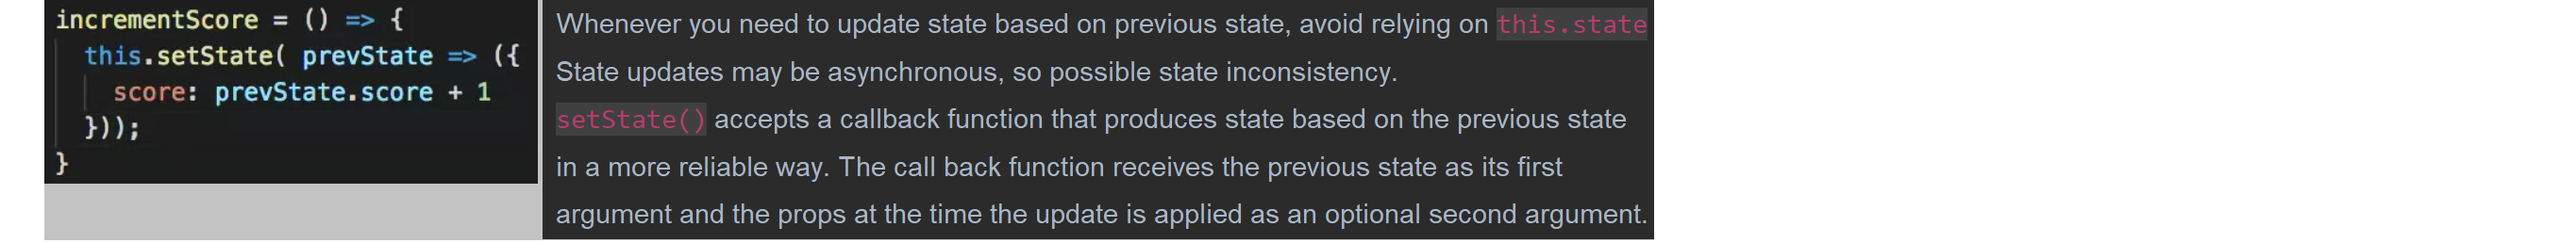 incrementScore = () => {
this.setState( prevState => ({
score: prevState.score + 1
}));
}
Whenever you need to update state based on previous state, avoid relying on this.state
State updates may be asynchronous, so possible state inconsistency.
setState() accepts a callback function that produces state based on the previous state
in a more reliable way. The call back function receives the previous state as its first
argument and the props at the time the update is applied as an optional second argument.